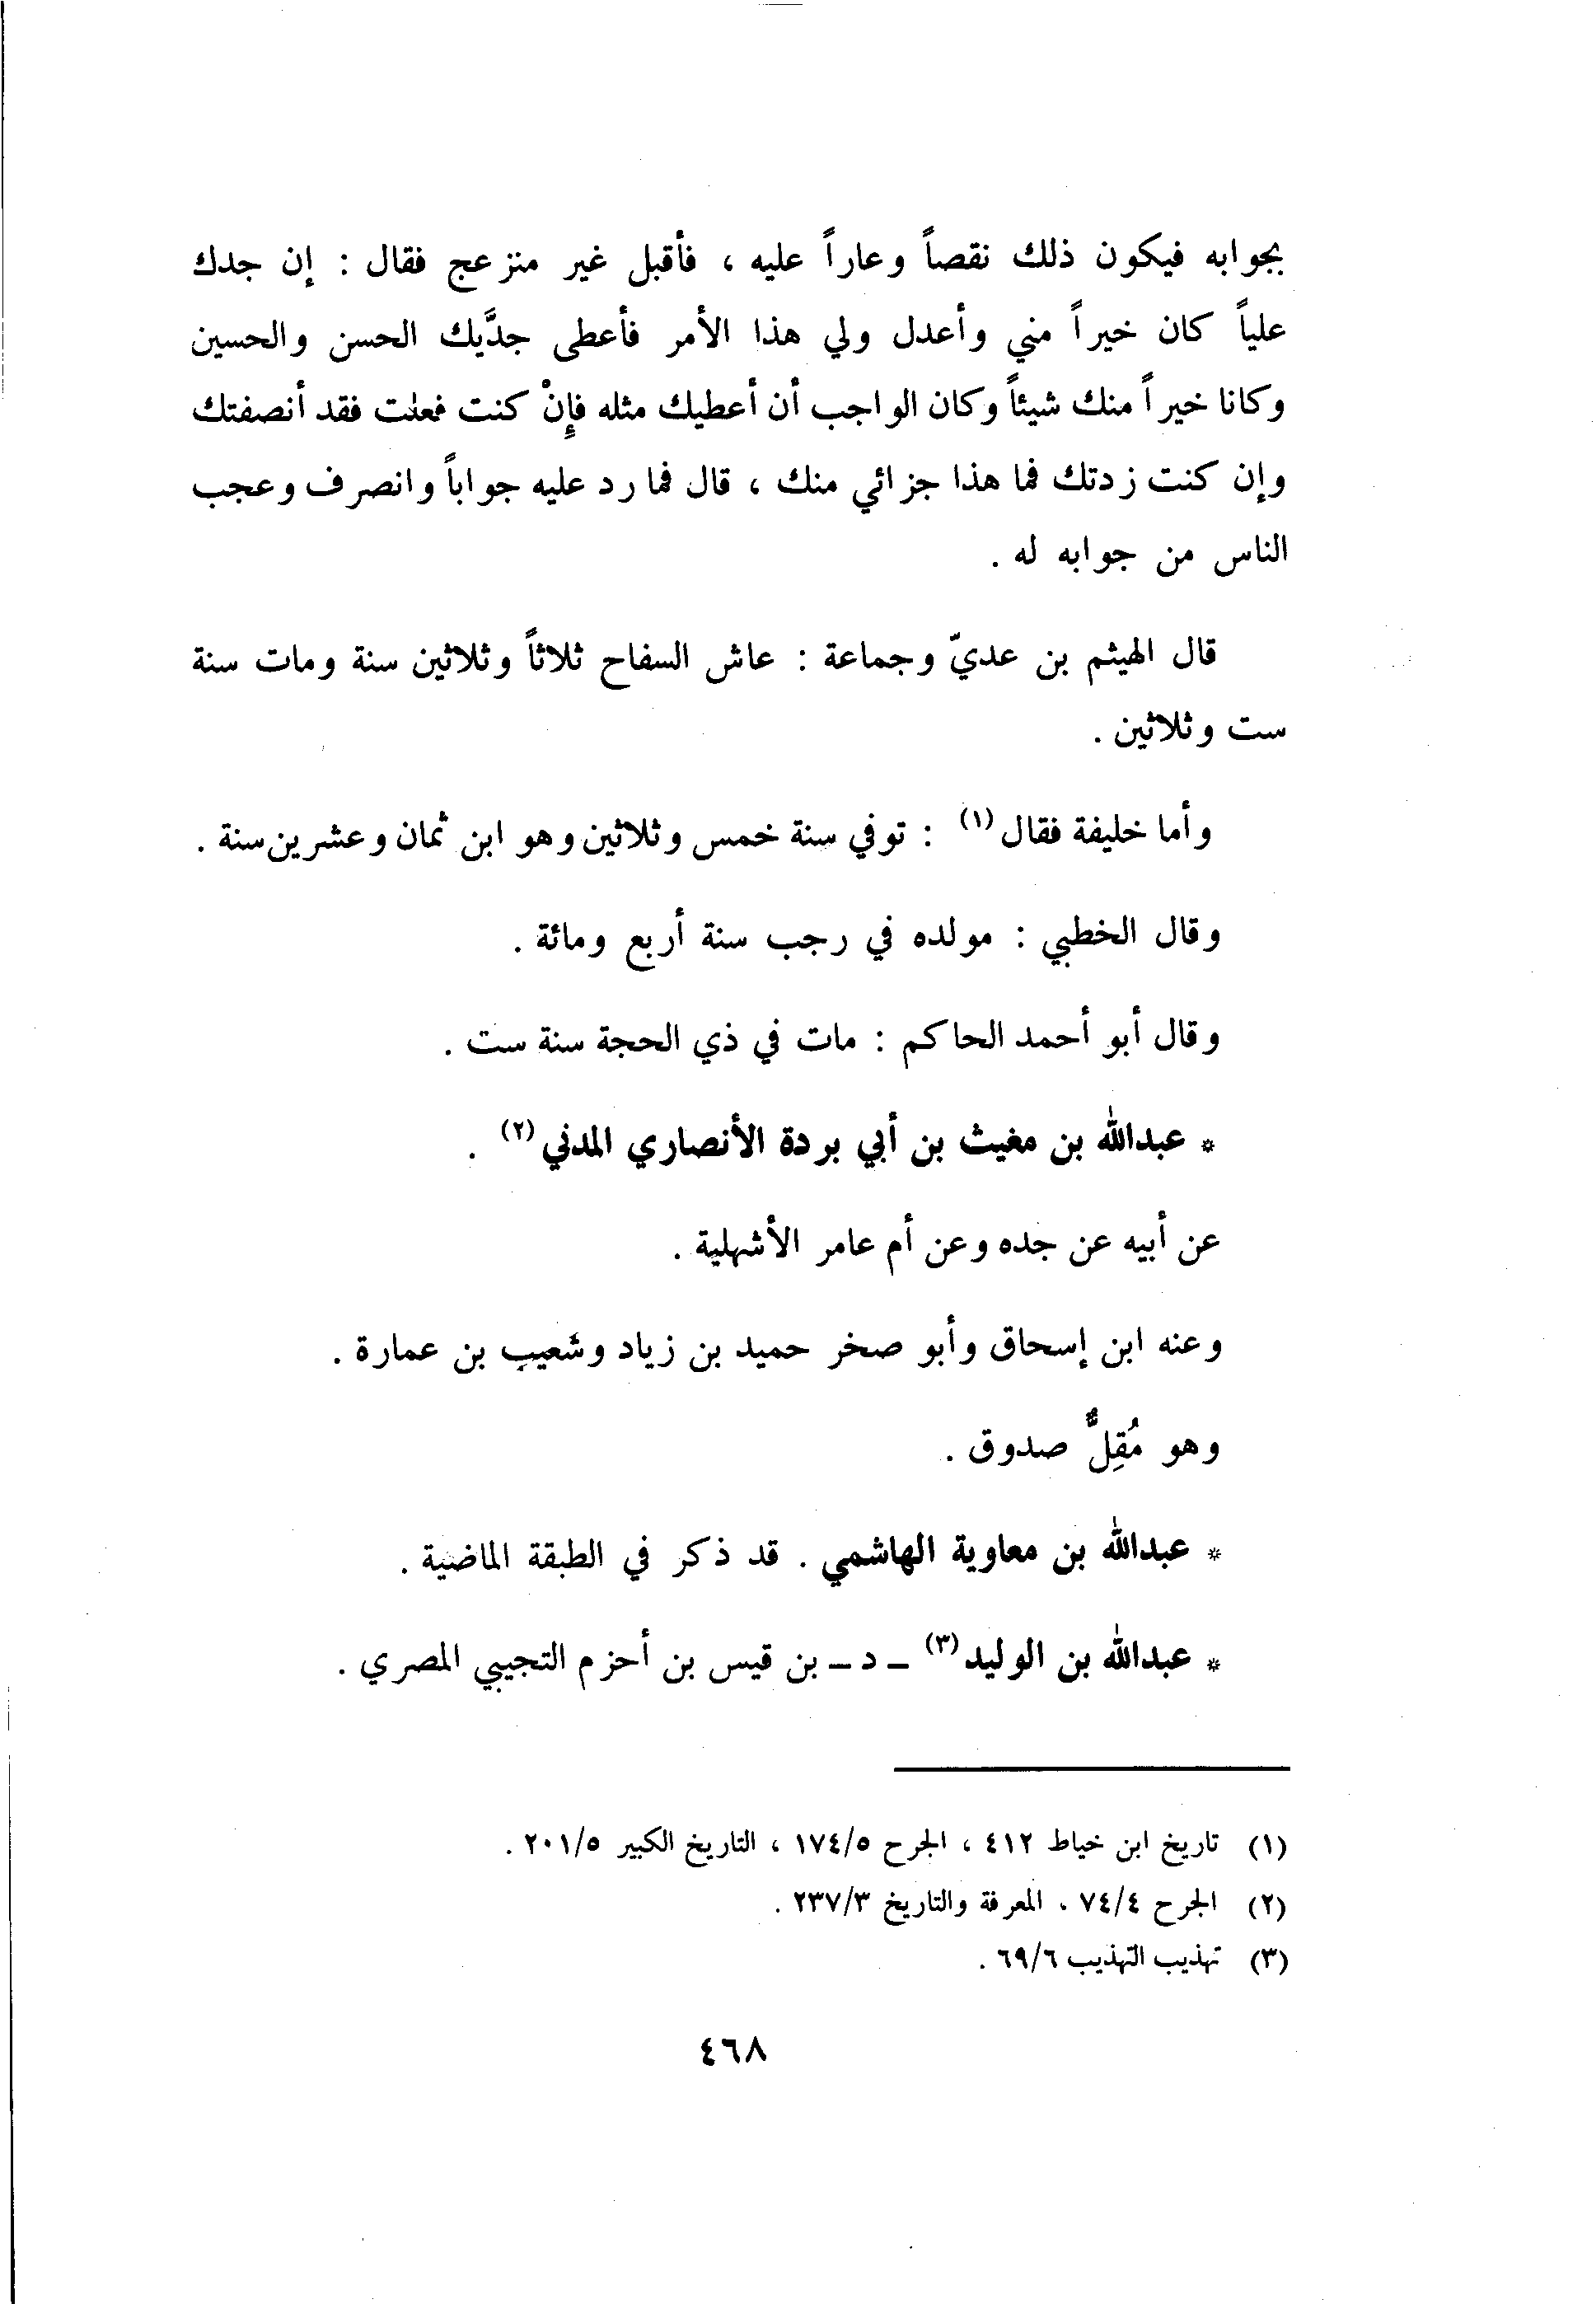 بجوابه فيكون ذلك نقصاً وعاراً عليه ، فأقبل غير منزعج فقال : إن جدك
علياً كان خيراً مني وأعدل ولي هذا الأمر فأعطى جدَّيك الحسن والحسين
وكانا خيراً منك شيئاً وكان الواجب أن أعطيك مثله فإِنْ كنت فعلت فقد أنصفتك
وإن كنت زدتك فما هذا جزائي منك ، قال فما رد عليه جواباً وانصرف وعجب
الناس من جوابه له .
قال الهيثم بن عديّ وجماعة : عاش السفاح ثلاثاً وثلاثين سنة ومات سنة
ست وثلاثين .
وأما خليفة فقال (١) : توفي سنة خمس وثلاثين وهو ابن ثمان وعشرين سنة .
وقال الخطبي : مولده في رجب سنة أربع ومائة .
وقال أبو أحمد الحاكم : مات في ذي الحجة سنة ست .
* عبدالله بن مغيث بن أبي بردة الأنصاري المدني (٢) .
عن أبيه عن جده وعن أم عامر الأشهلية .
وعنه ابن إسحاق وأبو صخر حميد بن زياد وشعيب بن عمارة .
وهو مُقِلٌّ صدوق .
* عبدالله بن معاوية الهاشمي . قد ذكر في الطبقة الماضية .
* عبدالله بن الوليد (٣) ـ د ـ بن قيس بن أحزم التجيبي المصري .
(١) تاريخ ابن خياط ٤١٢ ، الجرح ١٧٤/٥ ، التاريخ الكبير ٢٠١/٥ .
(٢) الجرح ٧٤/٤ ، المعرفة والتاريخ ٢٣٧/٣ .
(٣) تهذيب التهذيب ٦٩/٦ .
٤٦٨